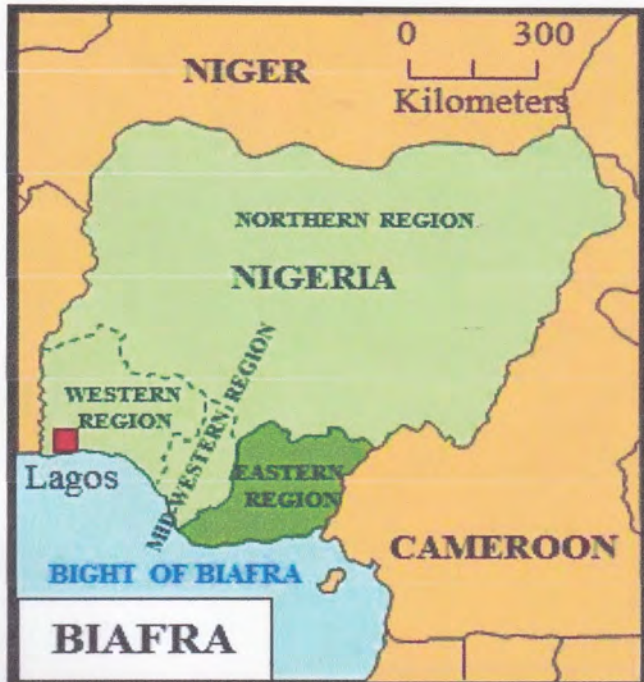 0 300
Kilometers
NIGER
NORTHERN REGION
NIGERIA
WESTERN
REGION
MID-WESTERN REGION
EASTERN
REGION
Lagos
CAMEROON
BIGHT OF BIAFRA
BIAFRA